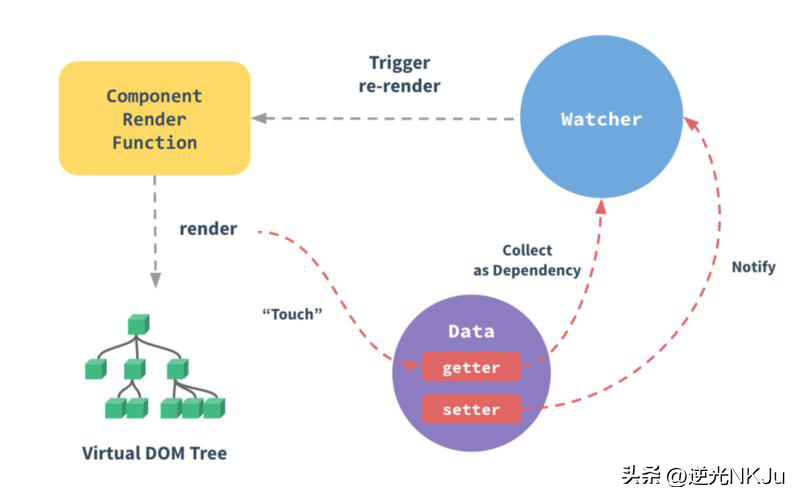 Trigger
re-render
Component
Render
Function
Watcher
render
Collect
as Dependency
Notify
“Touch”
Data
getter
setter
Virtual DOM Tree
头条 @逆光NKJu